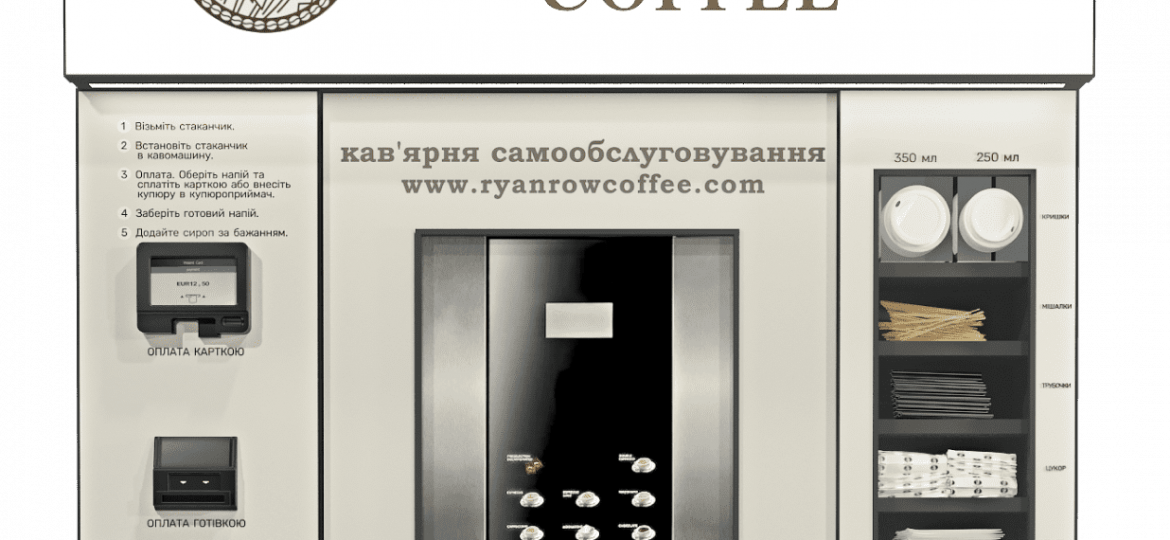 COFFEE
1 Візьміть стаканчик.
2 Встановіть стаканчик
в кавомашину.
3 Оплата. Оберіть напій та
сплатіть карткою або внесіть
купюру в купюроприймач.
4 Заберіть готовий напій.
5 Додайте сироп за бажанням.
EUR12,50
ОПЛАТА КАРТКОЮ
ОПЛАТА ГОТІВКОЮ
кав'ярня самообслуговування
www.ryanrowcoffee.com
350 мл 250 мл
КРИШКИ
МІШАЛКИ
ТРУБОЧКИ
ЦУКОР